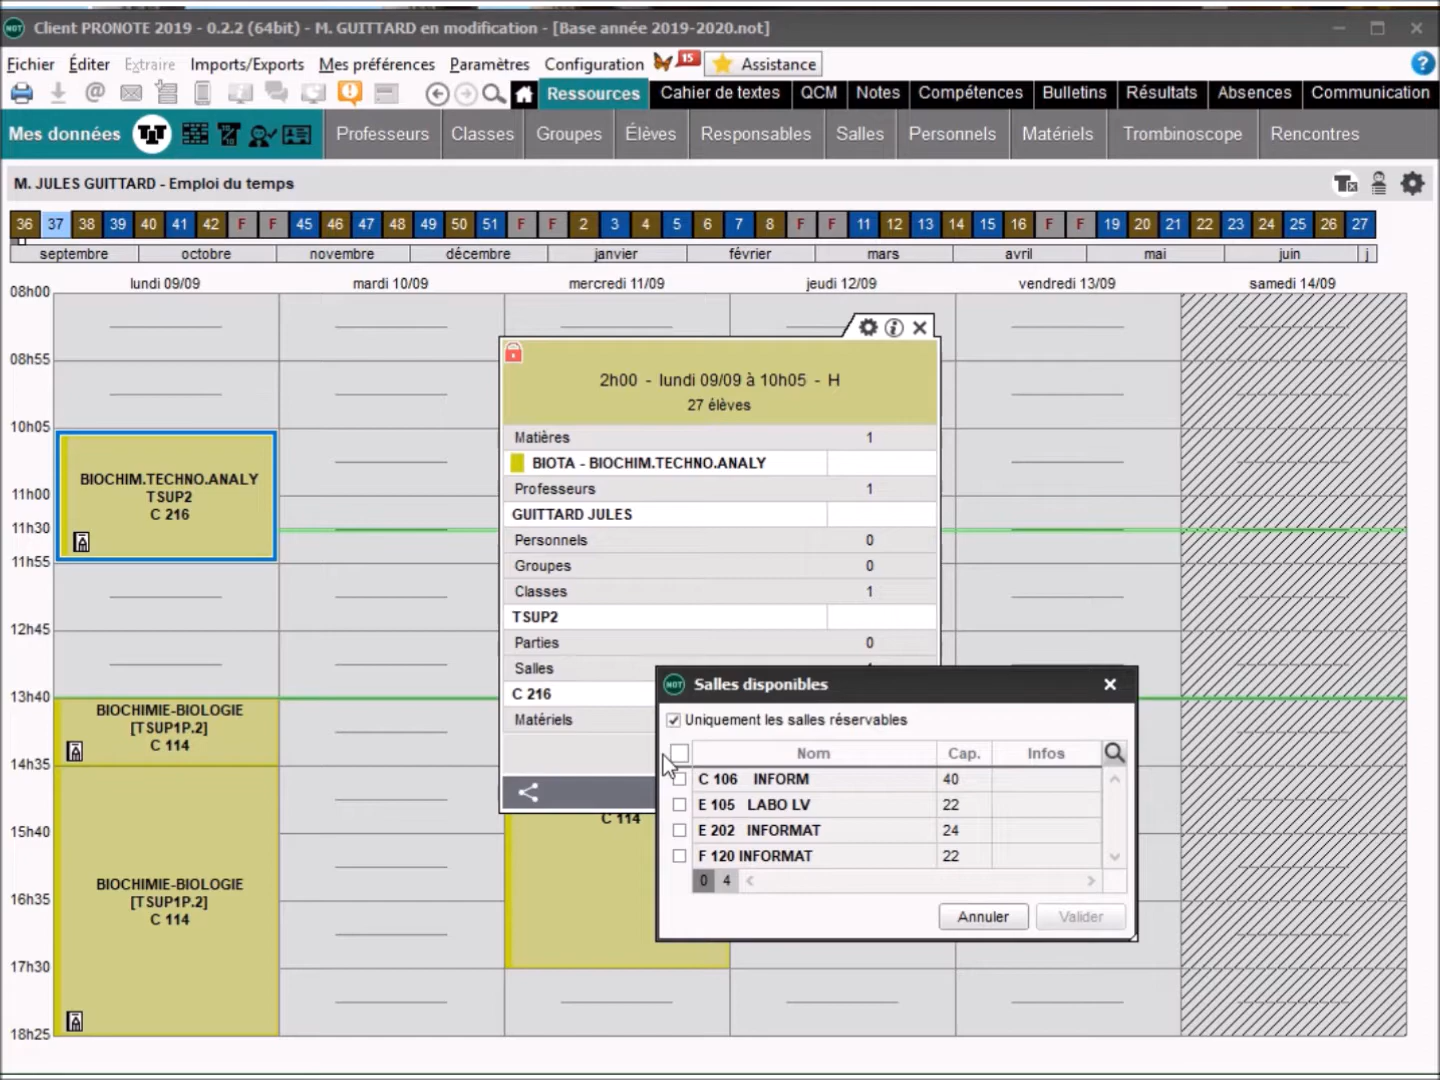 Client PRONOTE 2019 - 0.2.2 (64bit) - M. GUITTARD en modification - [Base année 2019-2020.not]
Fichier Éditer Extraire Imports/Exports Mes préférences Paramètres Configuration 15 Assistance
Ressources Cahier de textes QCM Notes Compétences Bulletins Résultats Absences Communication
Mes données Professeurs Classes Groupes Élèves Responsables Salles Personnels Matériels Trombinoscope Rencontres
M. JULES GUITTARD - Emploi du temps
36 37 38 39 40 41 42 F F 45 46 47 48 49 50 51 F F 2 3 4 5 6 7 8 F F 11 12 13 14 15 16 F F 19 20 21 22 23 24 25 26 27
septembre octobre novembre décembre janvier février mars avril mai juin j
lundi 09/09 mardi 10/09 mercredi 11/09 jeudi 12/09 vendredi 13/09 samedi 14/09
08h00
08h55
10h05
11h00
11h30
11h55
12h45
13h40
14h35
15h40
16h35
17h30
18h25
BIOCHIM.TECHNO.ANALY
TSUP2
C 216
BIOCHIMIE-BIOLOGIE
[TSUP1P.2]
C 114
BIOCHIMIE-BIOLOGIE
[TSUP1P.2]
C 114
2h00 - lundi 09/09 à 10h05 - H
27 élèves
Matières 1
BIOTA - BIOCHIM.TECHNO.ANALY
Professeurs 1
GUITTARD JULES
Personnels 0
Groupes 0
Classes 1
TSUP2
Parties 0
Salles
C 216
Matériels
C 114
NOT Salles disponibles
Uniquement les salles réservables
Nom Cap. Infos
C 106 INFORM 40
E 105 LABO LV 22
E 202 INFORMAT 24
F 120 INFORMAT 22
0 4
Annuler Valider